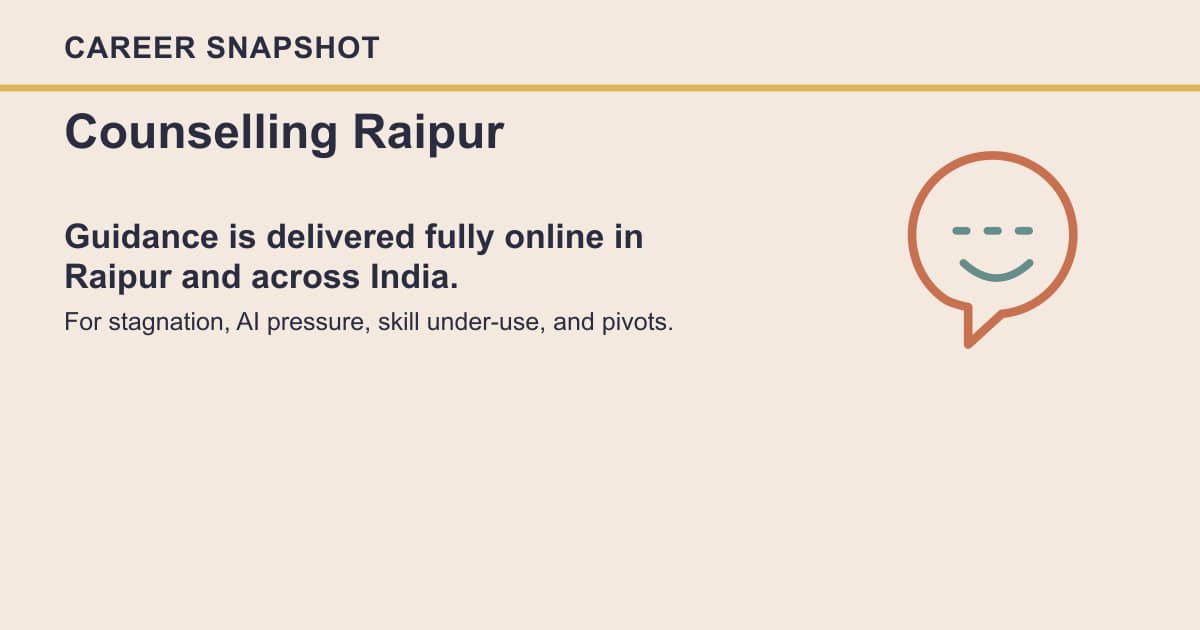 CAREER SNAPSHOT
Counselling Raipur
Guidance is delivered fully online in
Raipur and across India.
For stagnation, AI pressure, skill under-use, and pivots.